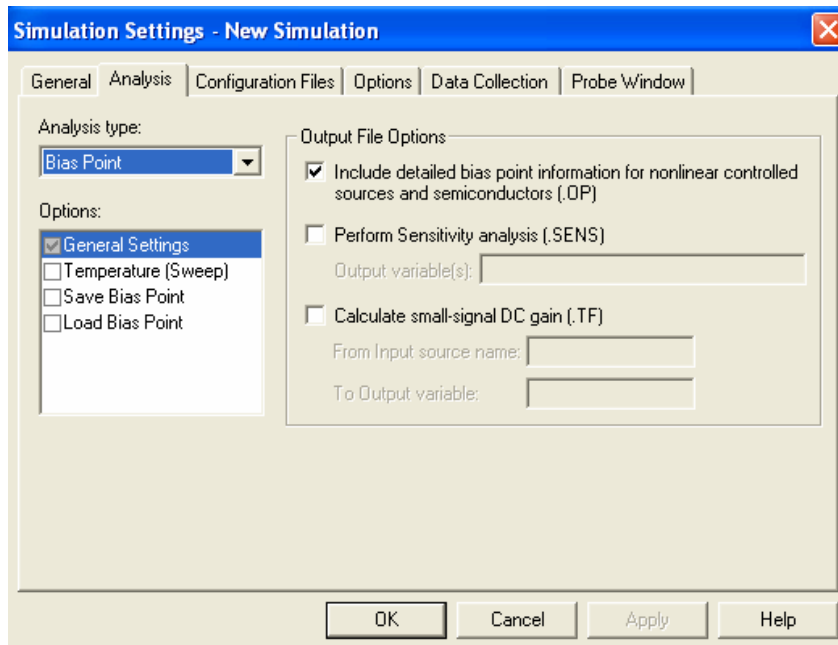 Simulation Settings - New Simulation
General Analysis Configuration Files Options Data Collection Probe Window
Analysis type:
Bias Point
Options:
General Settings
Temperature (Sweep)
Save Bias Point
Load Bias Point
Output File Options
Include detailed bias point information for nonlinear controlled
sources and semiconductors (.OP)
Perform Sensitivity analysis (.SENS)
Output variable(s):
Calculate small-signal DC gain (.TF)
From Input source name:
To Output variable:
OK Cancel Apply Help